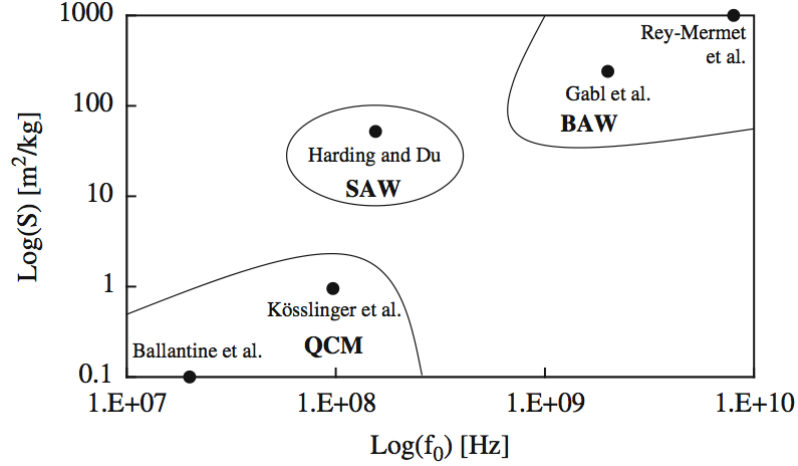 1000
Rey-Mermet
et al.
100
Gabl et al.
BAW
Harding and Du
SAW
10
1
Kösslinger et al.
QCM
Ballantine et al.
0.1
Log(S) [m²/kg]
1.E+07
1.E+08
1.E+09
1.E+10
Log(f₀) [Hz]